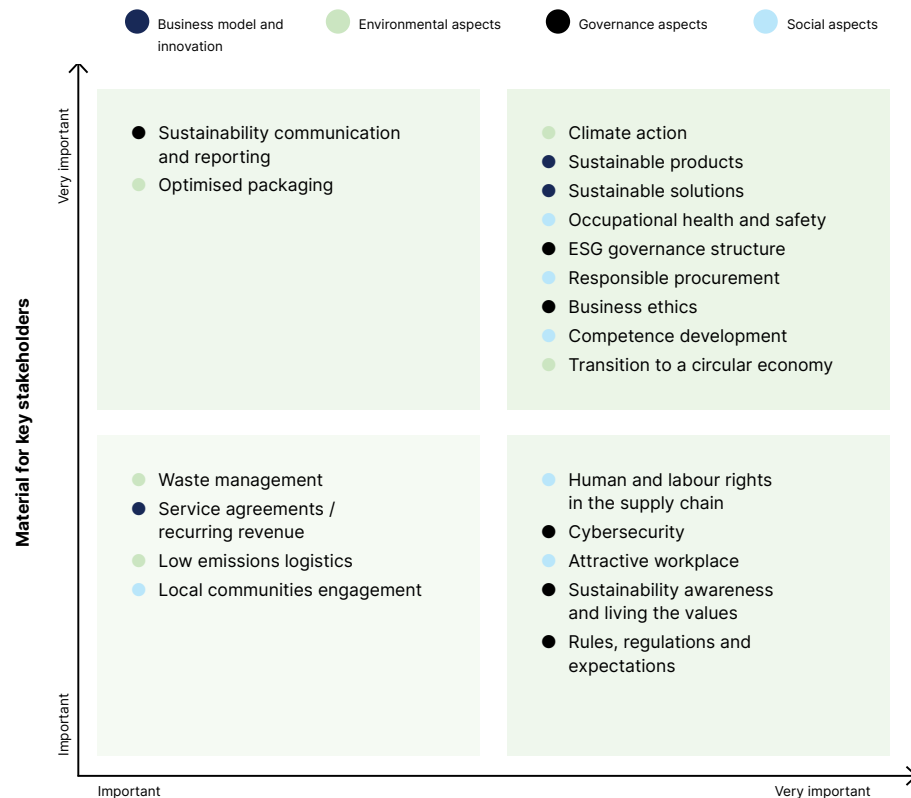 Business model and
innovation
Environmental aspects
Governance aspects
Social aspects
Very important
Material for key stakeholders
Important
Sustainability communication
and reporting
Optimised packaging
Climate action
Sustainable products
Sustainable solutions
Occupational health and safety
ESG governance structure
Responsible procurement
Business ethics
Competence development
Transition to a circular economy
Waste management
Service agreements /
recurring revenue
Low emissions logistics
Local communities engagement
Human and labour rights
in the supply chain
Cybersecurity
Attractive workplace
Sustainability awareness
and living the values
Rules, regulations and
expectations
Important
Very important